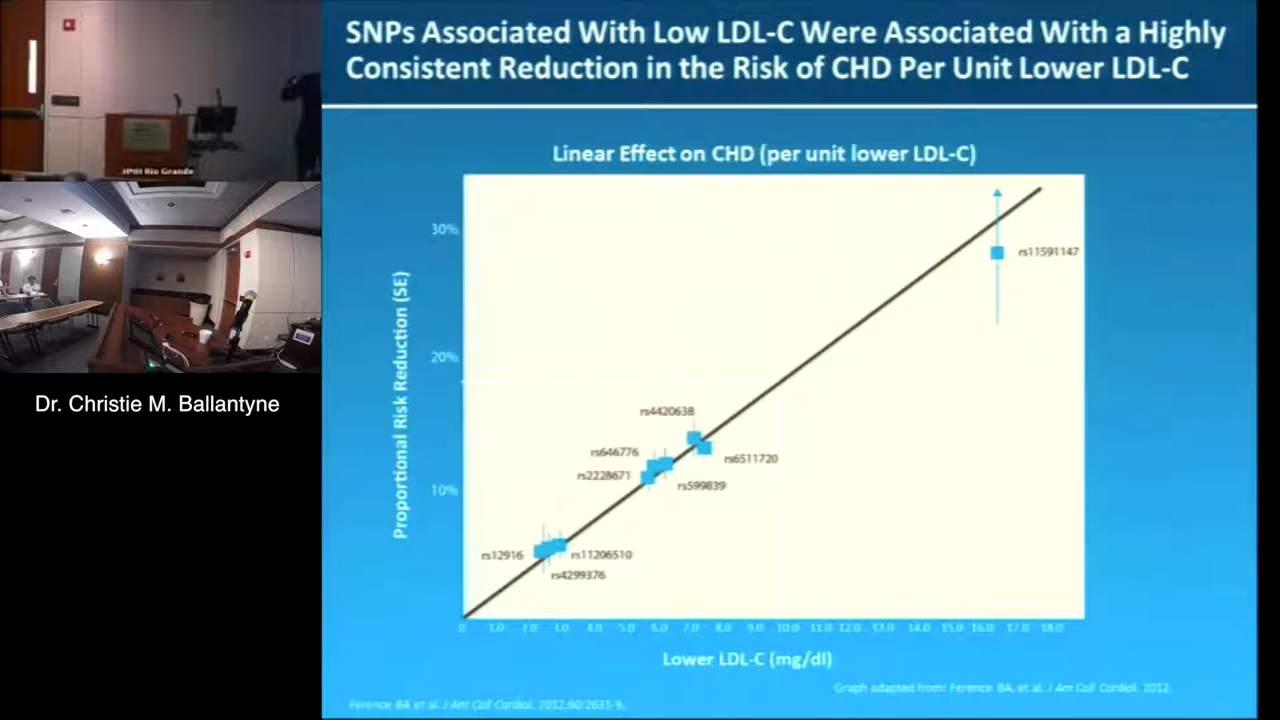 SNPs Associated With Low LDL-C Were Associated With a Highly
Consistent Reduction in the Risk of CHD Per Unit Lower LDL-C
Linear Effect on CHD (per unit lower LDL-C)
30%
20%
10%
Proportional Risk Reduction (SE)
rs11591147
rs4420638
rs646776
rs6511720
rs2228671
rs599839
rs12916
rs11206510
rs4299376
0 1.0 2.0 3.0 4.0 5.0 6.0 7.0 8.0 9.0 10.0 11.0 12.0 13.0 14.0 15.0 16.0 17.0 18.0
Lower LDL-C (mg/dl)
Graph adapted from: Ference BA, et al. J Am Coll Cardiol. 2012.
Ference BA et al. J Am Coll Cardiol. 2012;60:2631-9.
Rio Grande
Dr. Christie M. Ballantyne